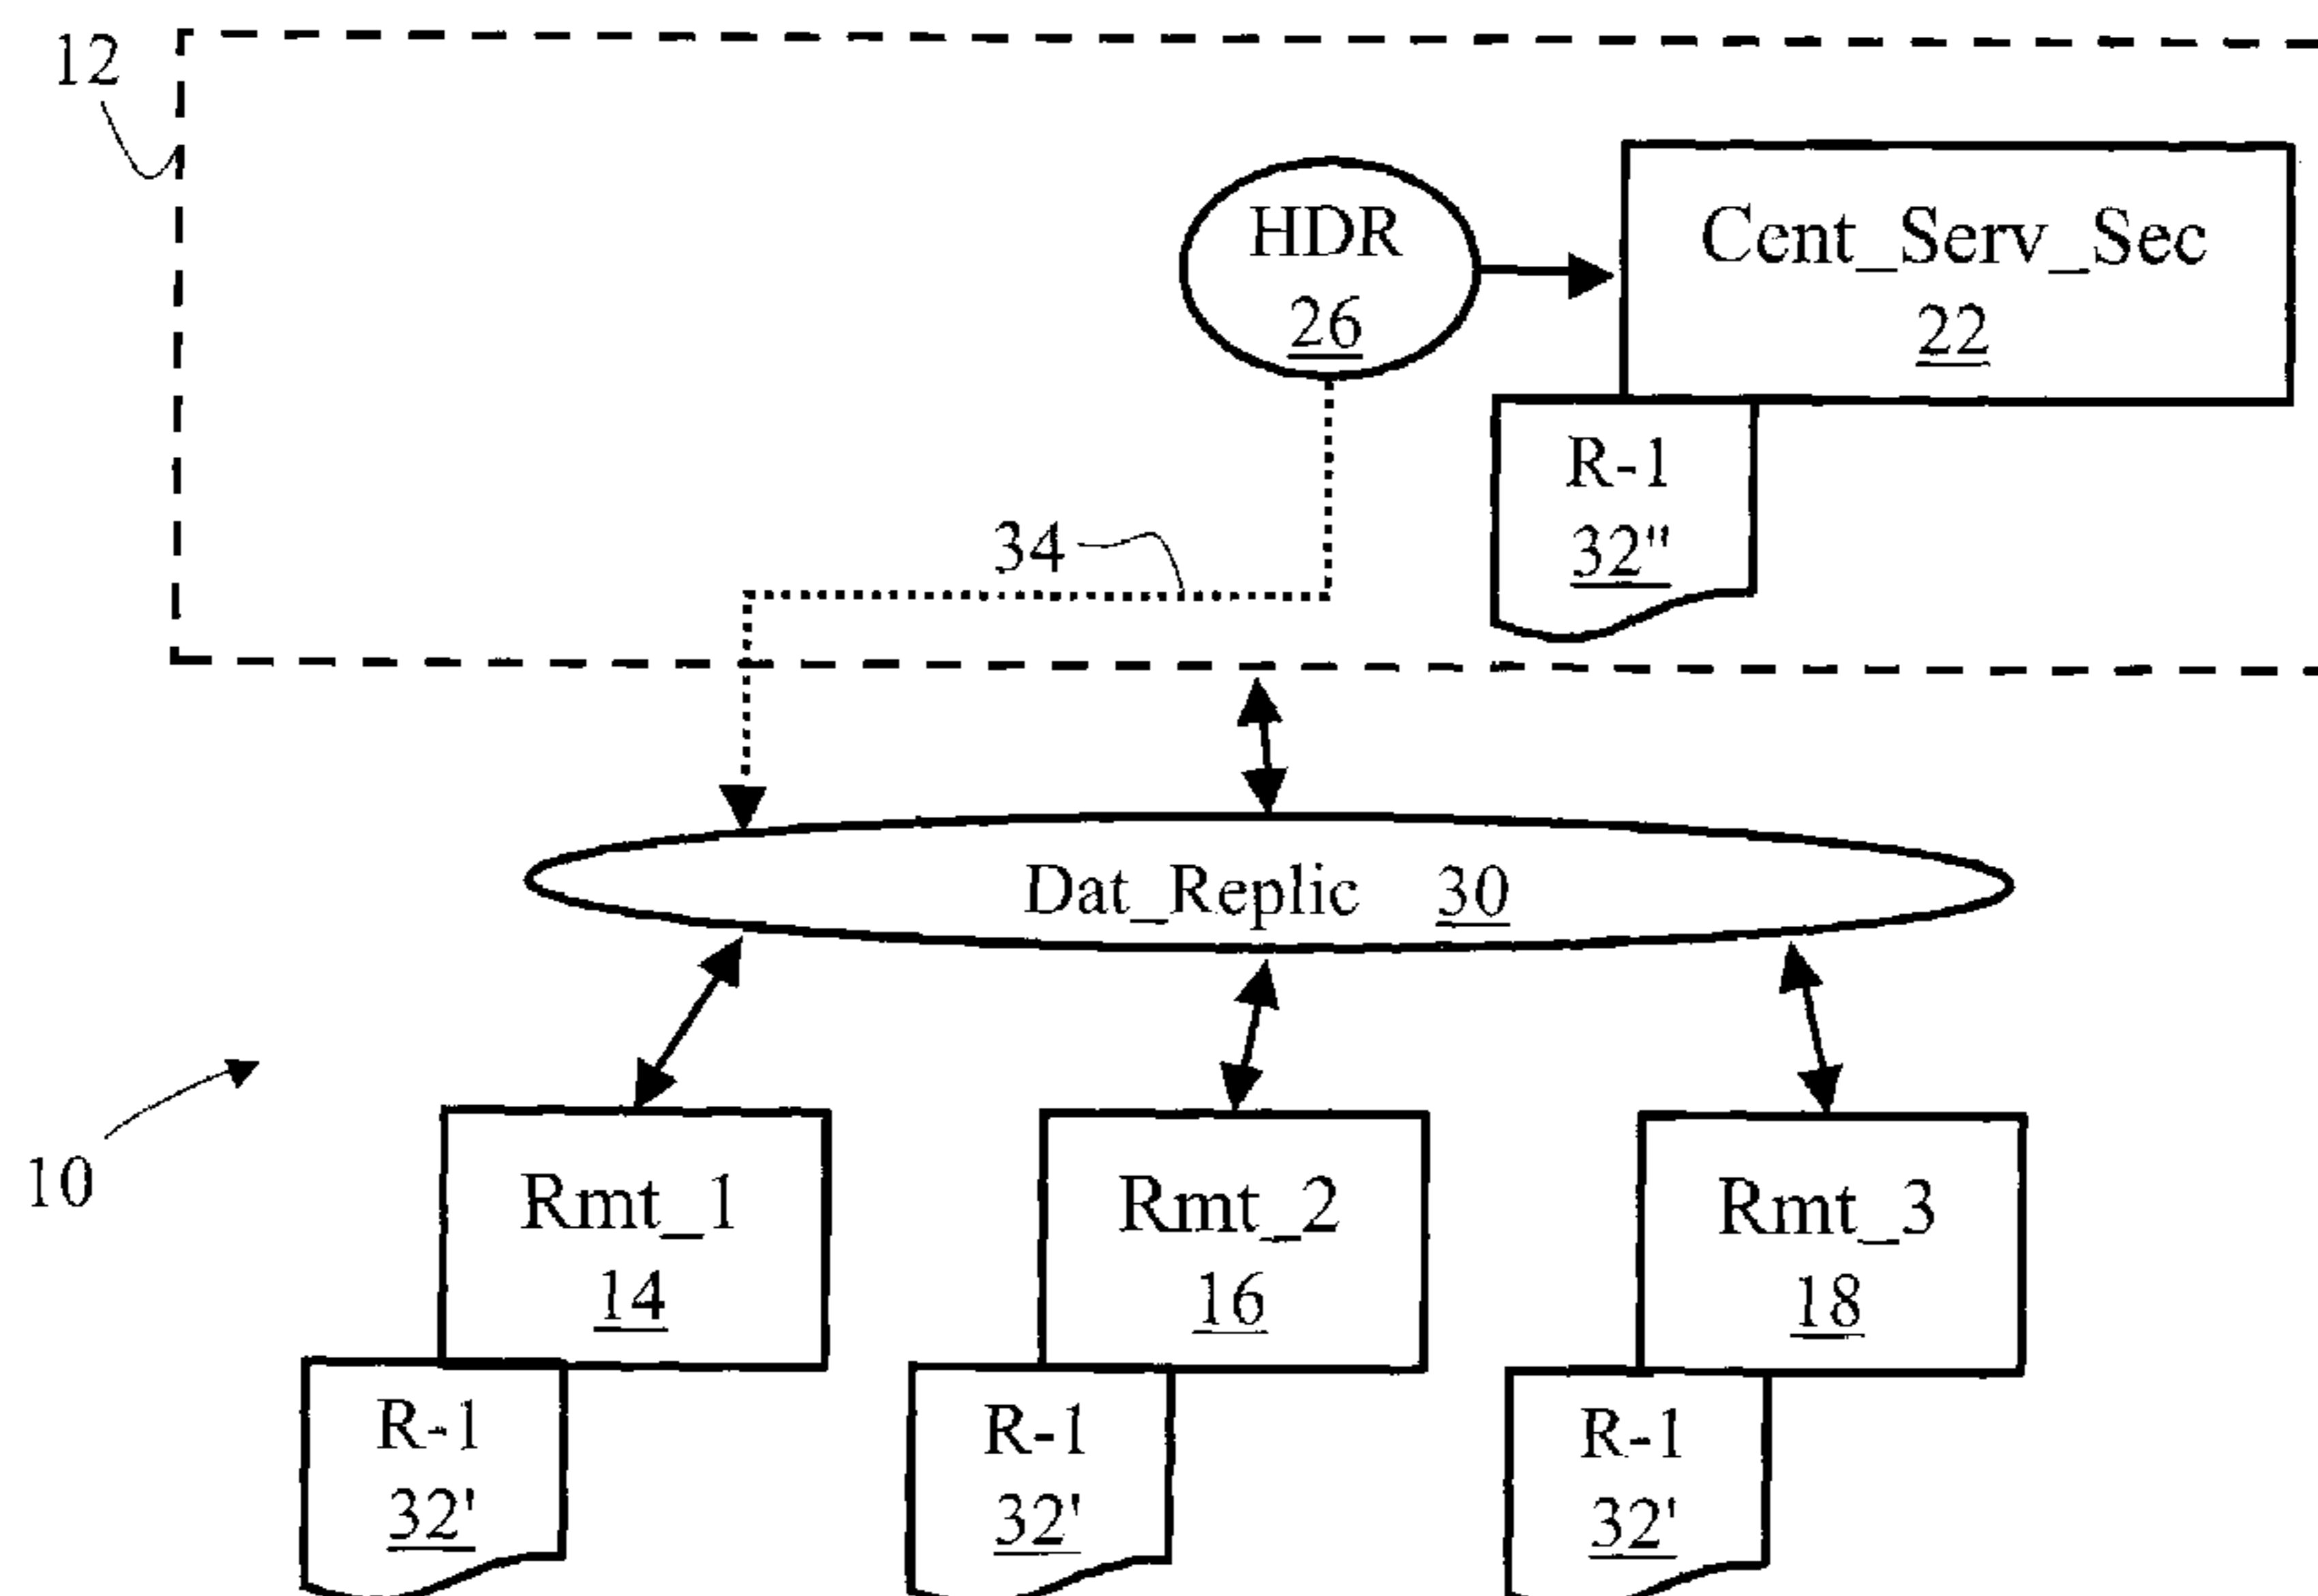 12
HDR
26
Cent_Serv_Sec
22
R-1
32"
34
Dat_Replic 30
10
Rmt_1
14
Rmt_2
16
Rmt_3
18
R-1
32'
R-1
32'
R-1
32'